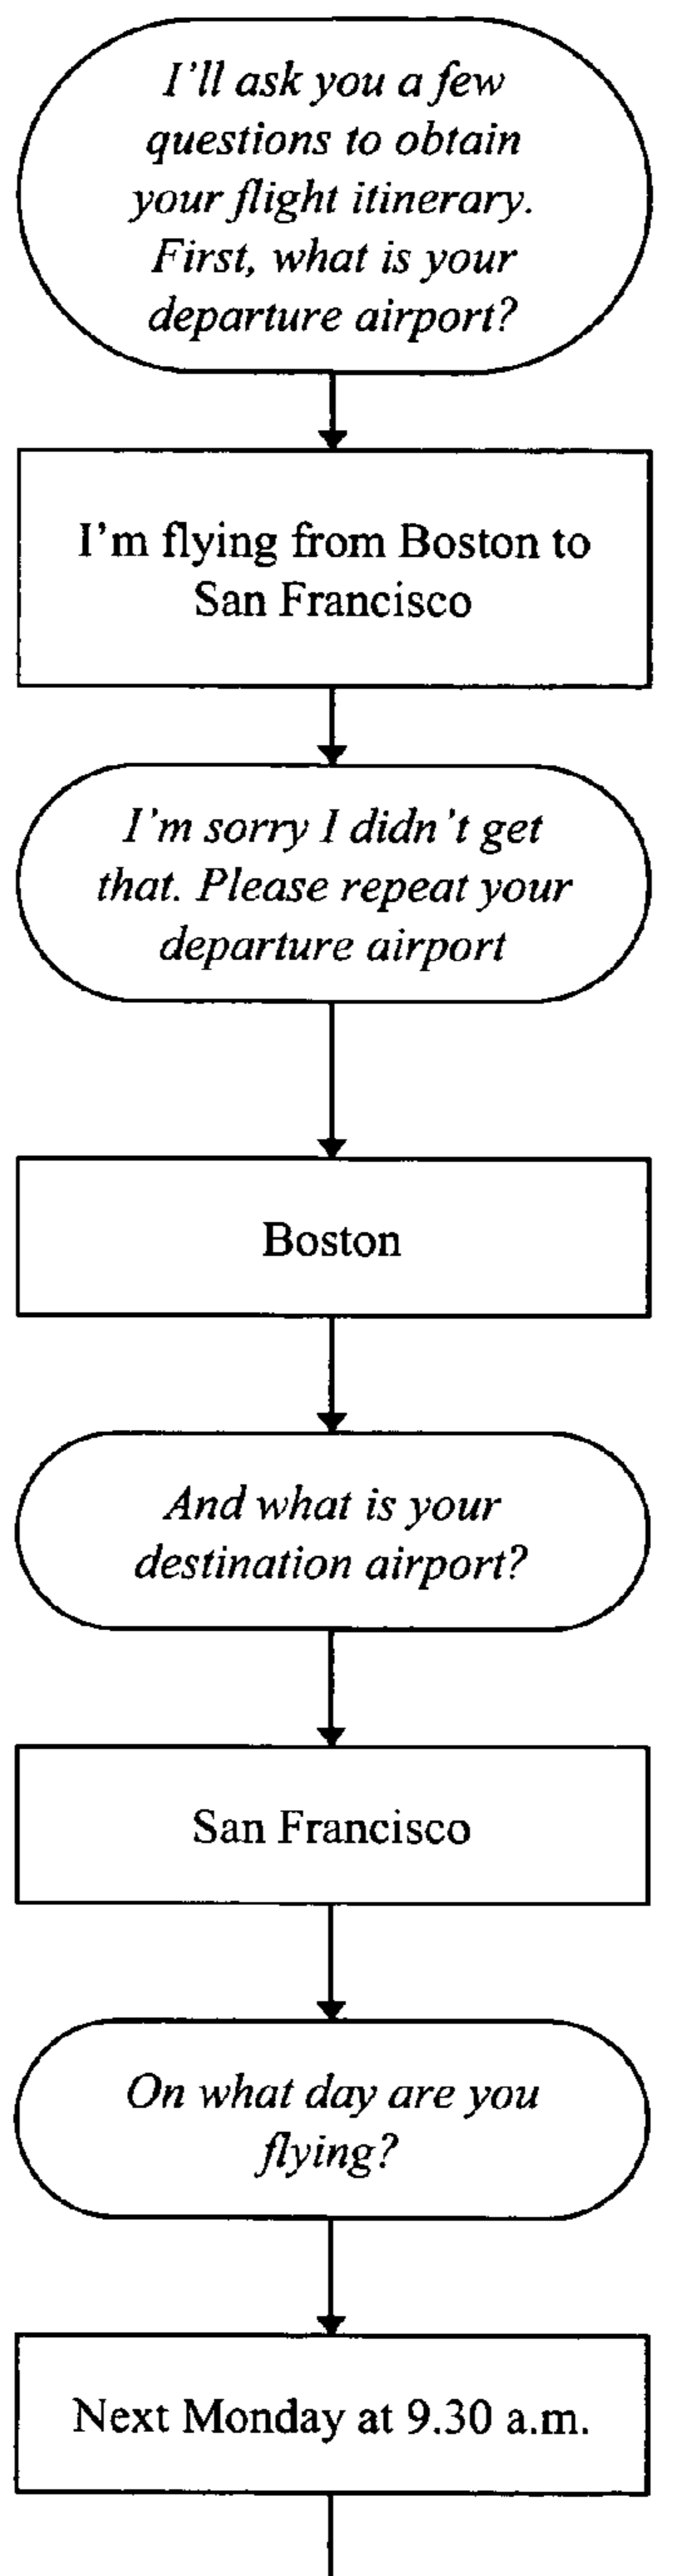 I'll ask you a few
questions to obtain
your flight itinerary.
First, what is your
departure airport?
I'm flying from Boston to
San Francisco
I'm sorry I didn't get
that. Please repeat your
departure airport
Boston
And what is your
destination airport?
San Francisco
On what day are you
flying?
Next Monday at 9.30 a.m.